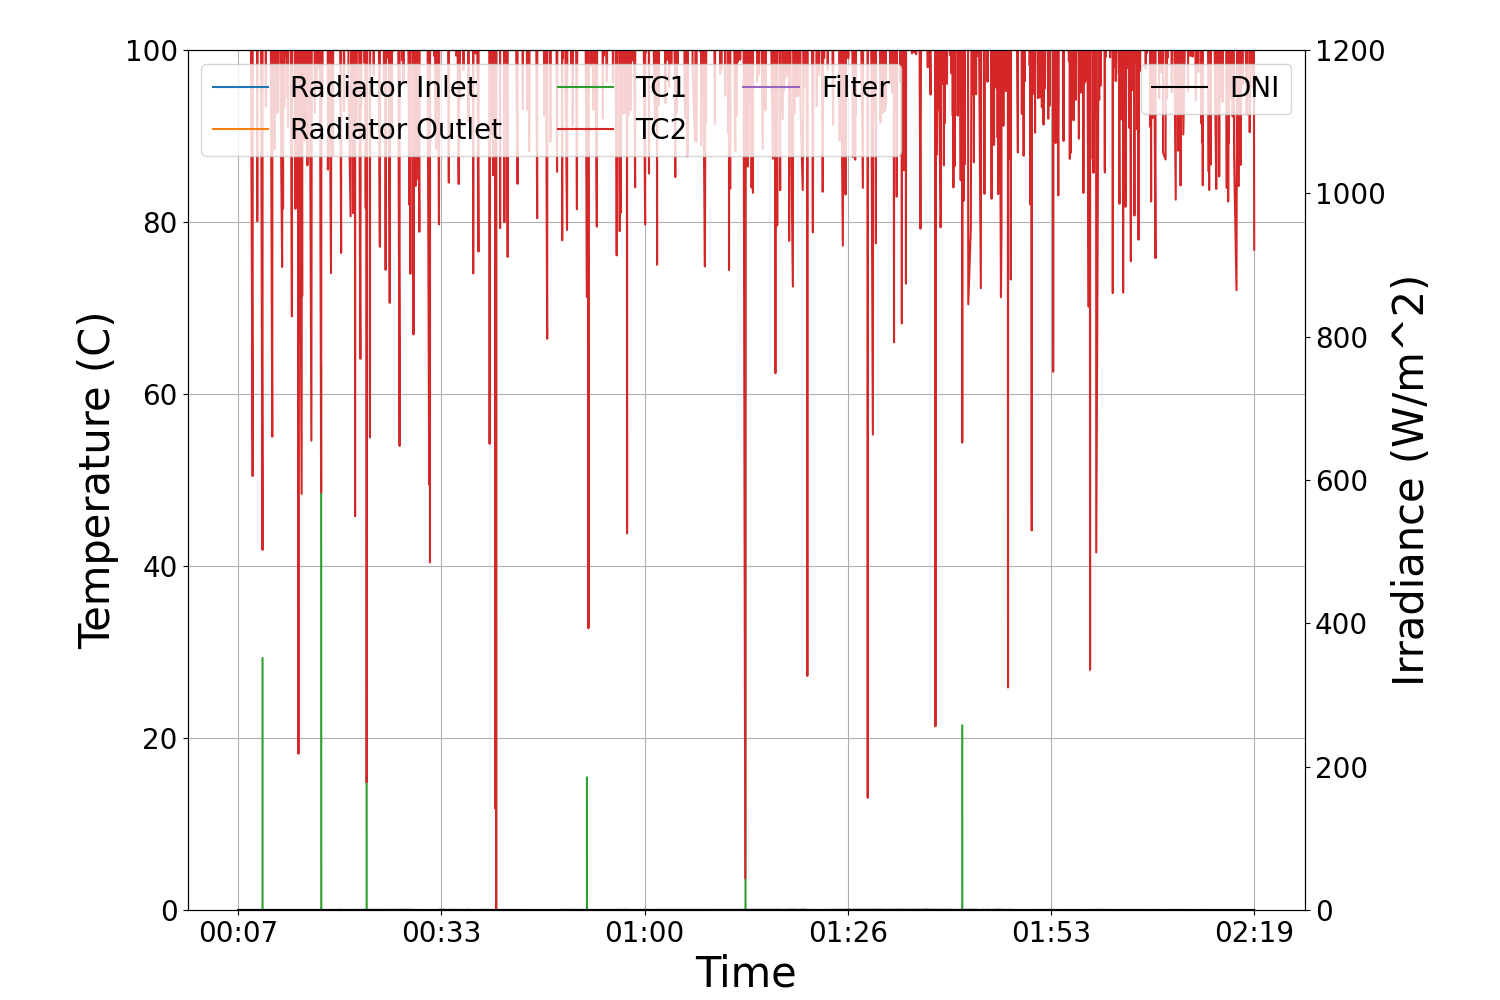 100
80
60
40
20
0
Temperature (C)
Radiator Inlet
Radiator Outlet
TC1
TC2
Filter
DNI
1200
1000
800
600
400
200
0
Irradiance (W/m^2)
00:07
00:33
01:00
01:26
01:53
02:19
Time